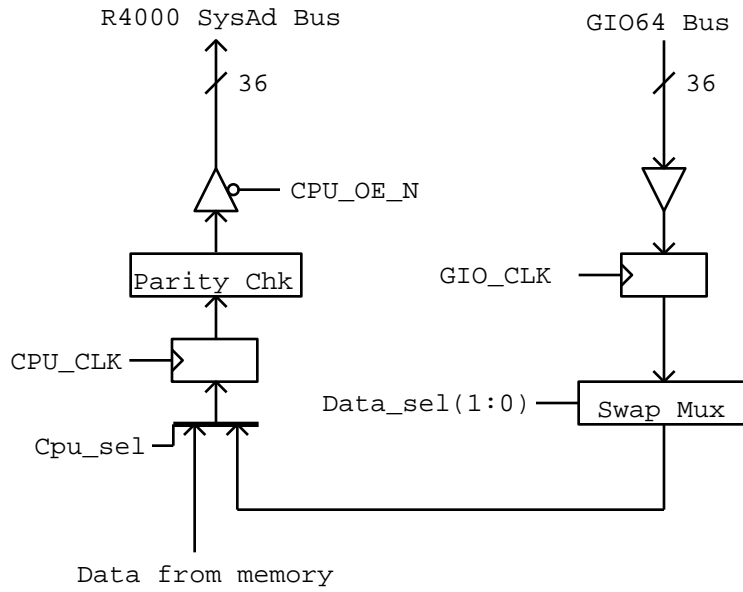 R4000 SysAd Bus
GIO64 Bus
36
36
CPU_OE_N
Parity Chk
GIO_CLK
CPU_CLK
Data_sel(1:0)
Swap Mux
Cpu_sel
Data from memory